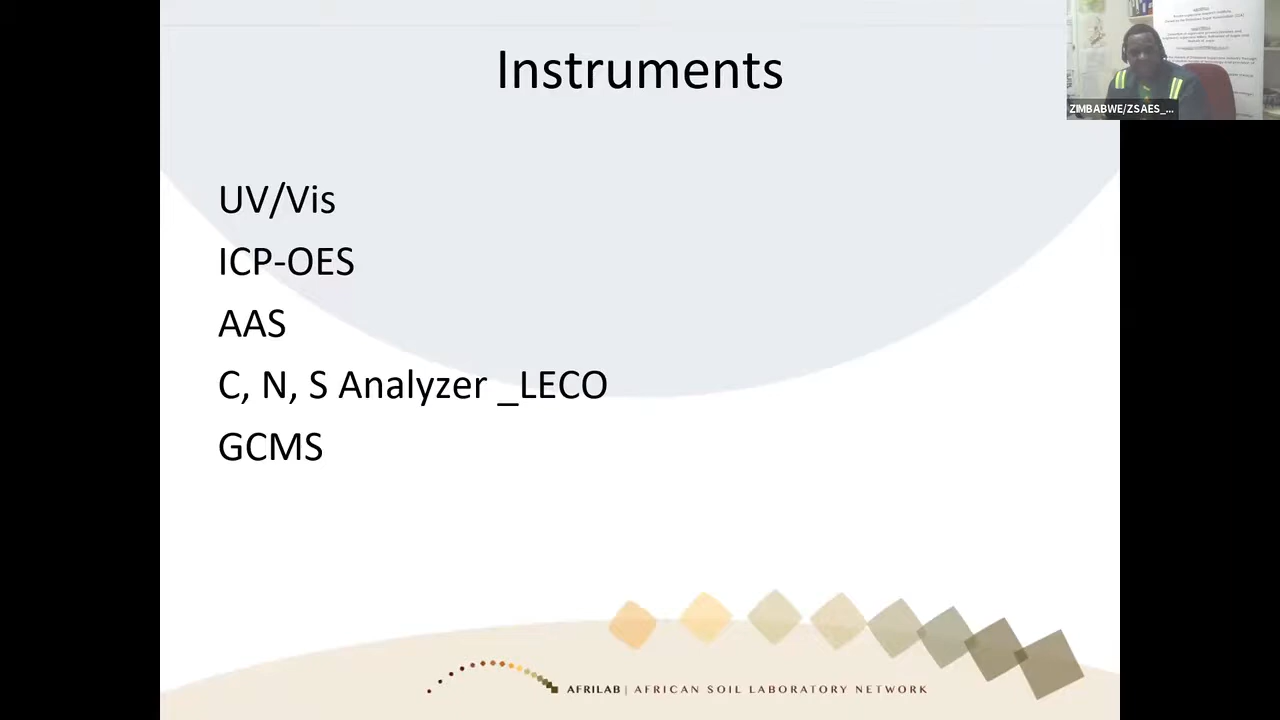 Instruments
ZIMBABWE/ZSAES_...
UV/Vis
ICP-OES
AAS
C, N, S Analyzer _LECO
GCMS
AFRILAB | AFRICAN SOIL LABORATORY NETWORK